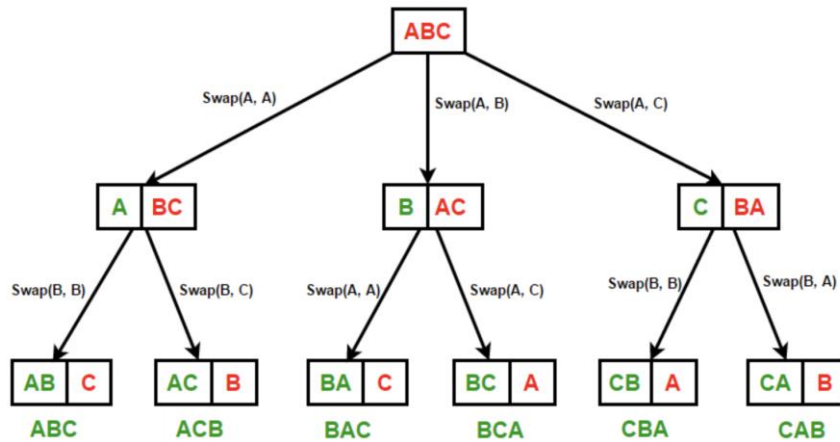 ABC
Swap(A, A)
Swap(A, B)
Swap(A, C)
A BC
B AC
C BA
Swap(B, B)
Swap(B, C)
Swap(A, A)
Swap(A, C)
Swap(B, B)
Swap(B, A)
AB C
AC B
BA C
BC A
CB A
CA B
ABC
ACB
BAC
BCA
CBA
CAB